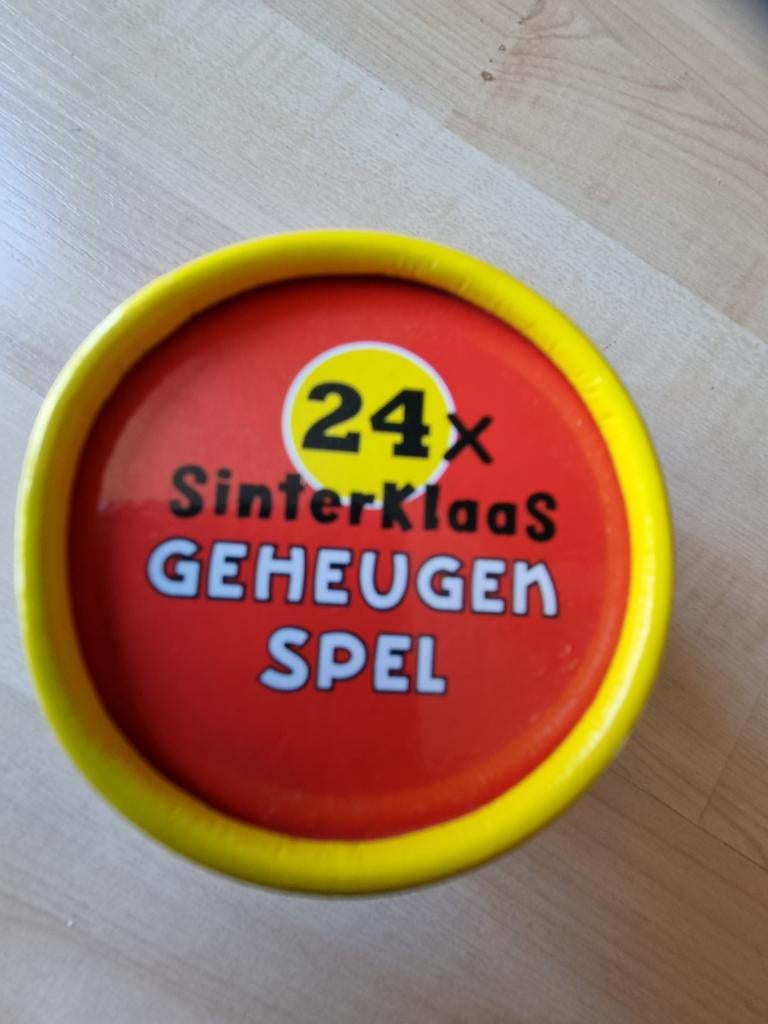 24x
SinterKlaaS
GEHEUGEN
SPEL